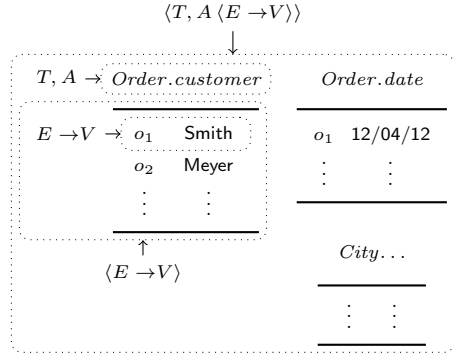 ⟨T, A ⟨E →V⟩⟩
T, A → Order.customer
Order.date
E →V → o₁ Smith
o₁ 12/04/12
o₂ Meyer
⋮ ⋮
⋮ ⋮
⟨E →V⟩
City...
⋮ ⋮